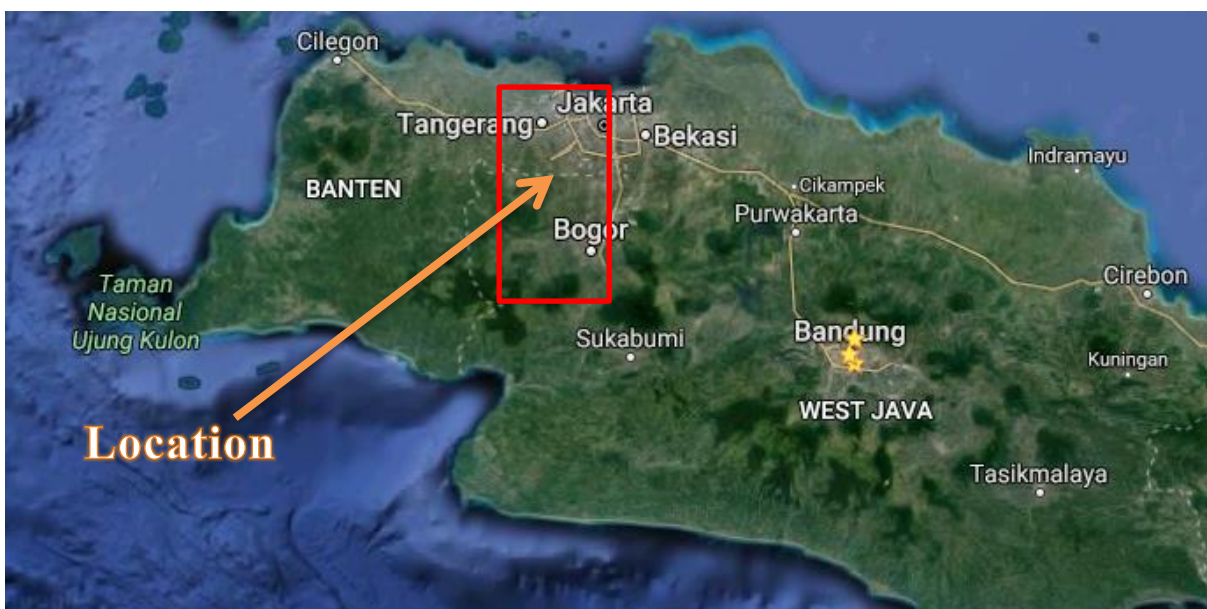 Cilegon
Jakarta
Tangerang
Bekasi
Indramayu
BANTEN
Cikampek
Purwakarta
Bogor
Cirebon
Taman
Nasional
Ujung Kulon
Sukabumi
Bandung
Kuningan
WEST JAVA
Location
Tasikmalaya